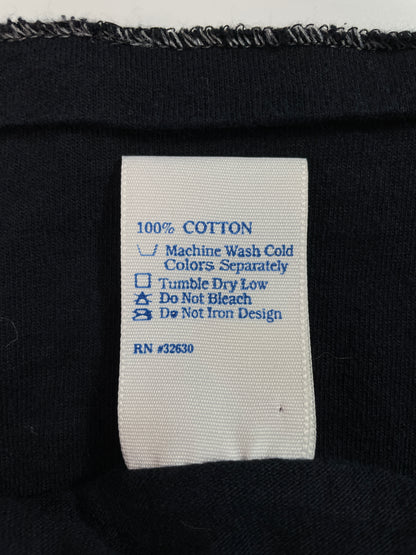 100% COTTON
Machine Wash Cold
Colors Separately
Tumble Dry Low
Do Not Bleach
Do Not Iron Design
RN #32630